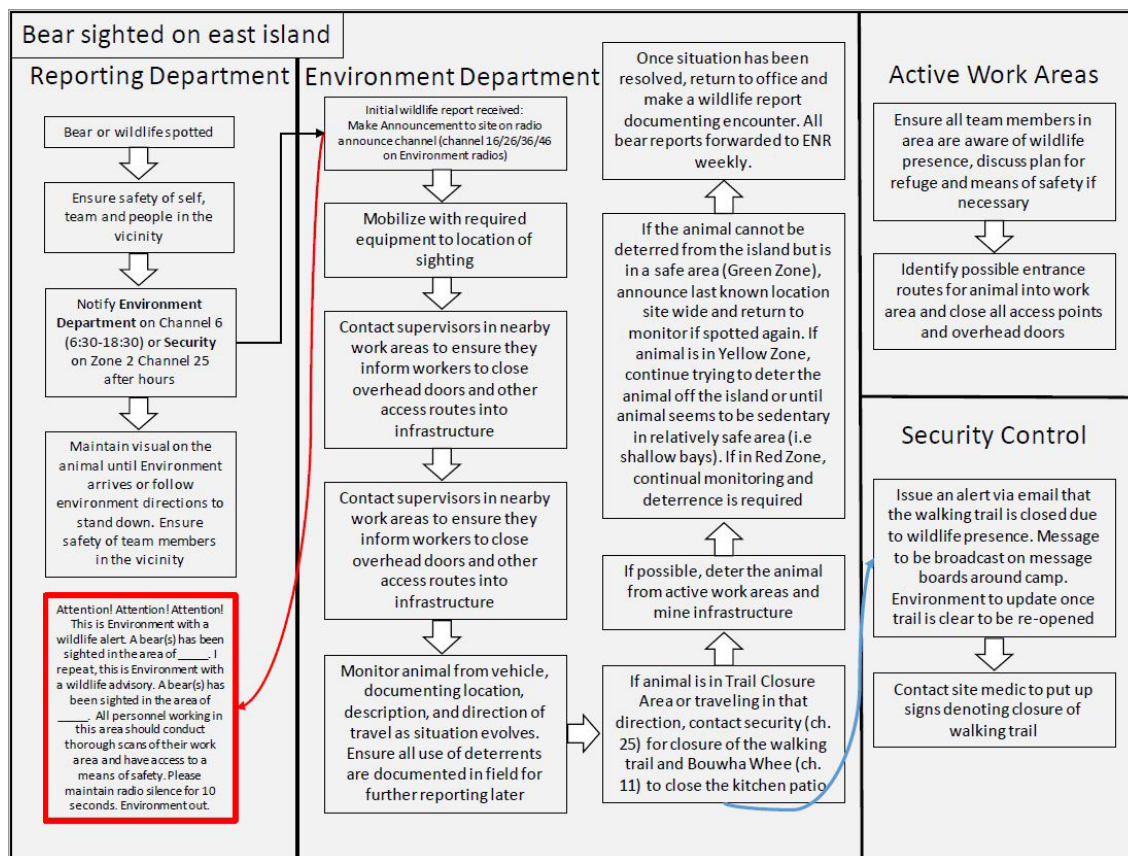 Bear sighted on east island
Reporting Department
Bear or wildlife spotted
Ensure safety of self,
team and people in the
vicinity
Notify Environment
Department on Channel 6
(6:30-18:30) or Security
on Zone 2 Channel 25
after hours
Maintain visual on the
animal until Environment
arrives or follow
environment directions to
stand down. Ensure
safety of team members
in the vicinity
Attention! Attention! Attention!
This is Environment with a
wildlife alert. A bear(s) has been
sighted in the area of _____. I
repeat, this is Environment with
a wildlife advisory. A bear(s) has
been sighted in the area of
_____. All personnel working in
this area should conduct
thorough scans of their work
area and have access to a
means of safety. Please
maintain radio silence for 10
seconds. Environment out.
Environment Department
Initial wildlife report received:
Make Announcement to site on radio
announce channel (channel 16/26/36/46
on Environment radios)
Mobilize with required
equipment to location of
sighting
Contact supervisors in nearby
work areas to ensure they
inform workers to close
overhead doors and other
access routes into
infrastructure
Contact supervisors in nearby
work areas to ensure they
inform workers to close
overhead doors and other
access routes into
infrastructure
Monitor animal from vehicle,
documenting location,
description, and direction of
travel as situation evolves.
Ensure all use of deterrents
are documented in field for
further reporting later
If animal is in Trail Closure
Area or traveling in that
direction, contact security (ch.
25) for closure of the walking
trail and Bouwha Whee (ch.
11) to close the kitchen patio
If possible, deter the animal
from active work areas and
mine infrastructure
If the animal cannot be
deterred from the island but is
in a safe area (Green Zone),
announce last known location
site wide and return to
monitor if spotted again. If
animal is in Yellow Zone,
continue trying to deter the
animal off the island or until
animal seems to be sedentary
in relatively safe area (i.e
shallow bays). If in Red Zone,
continual monitoring and
deterrence is required
Once situation has been
resolved, return to office and
make a wildlife report
documenting encounter. All
bear reports forwarded to ENR
weekly.
Active Work Areas
Ensure all team members in
area are aware of wildlife
presence, discuss plan for
refuge and means of safety if
necessary
Identify possible entrance
routes for animal into work
area and close all access points
and overhead doors
Security Control
Issue an alert via email that
the walking trail is closed due
to wildlife presence. Message
to be broadcast on message
boards around camp.
Environment to update once
trail is clear to be re-opened
Contact site medic to put up
signs denoting closure of
walking trail